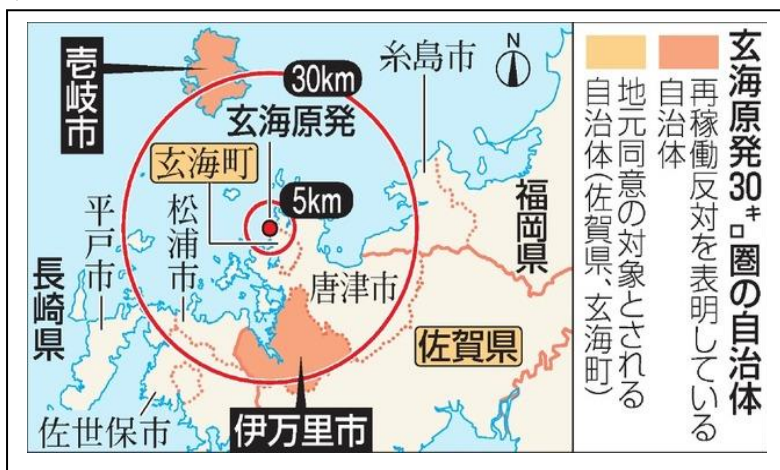 玄海原発30㌔圏の自治体
再稼働反対を表明している
自治体
地元同意の対象とされる
自治体(佐賀県、玄海町)
N
糸島市
30km
壱岐市
玄海原発
玄海町
5km
福岡県
平戸市
松浦市
長崎県
唐津市
佐賀県
佐世保市
伊万里市